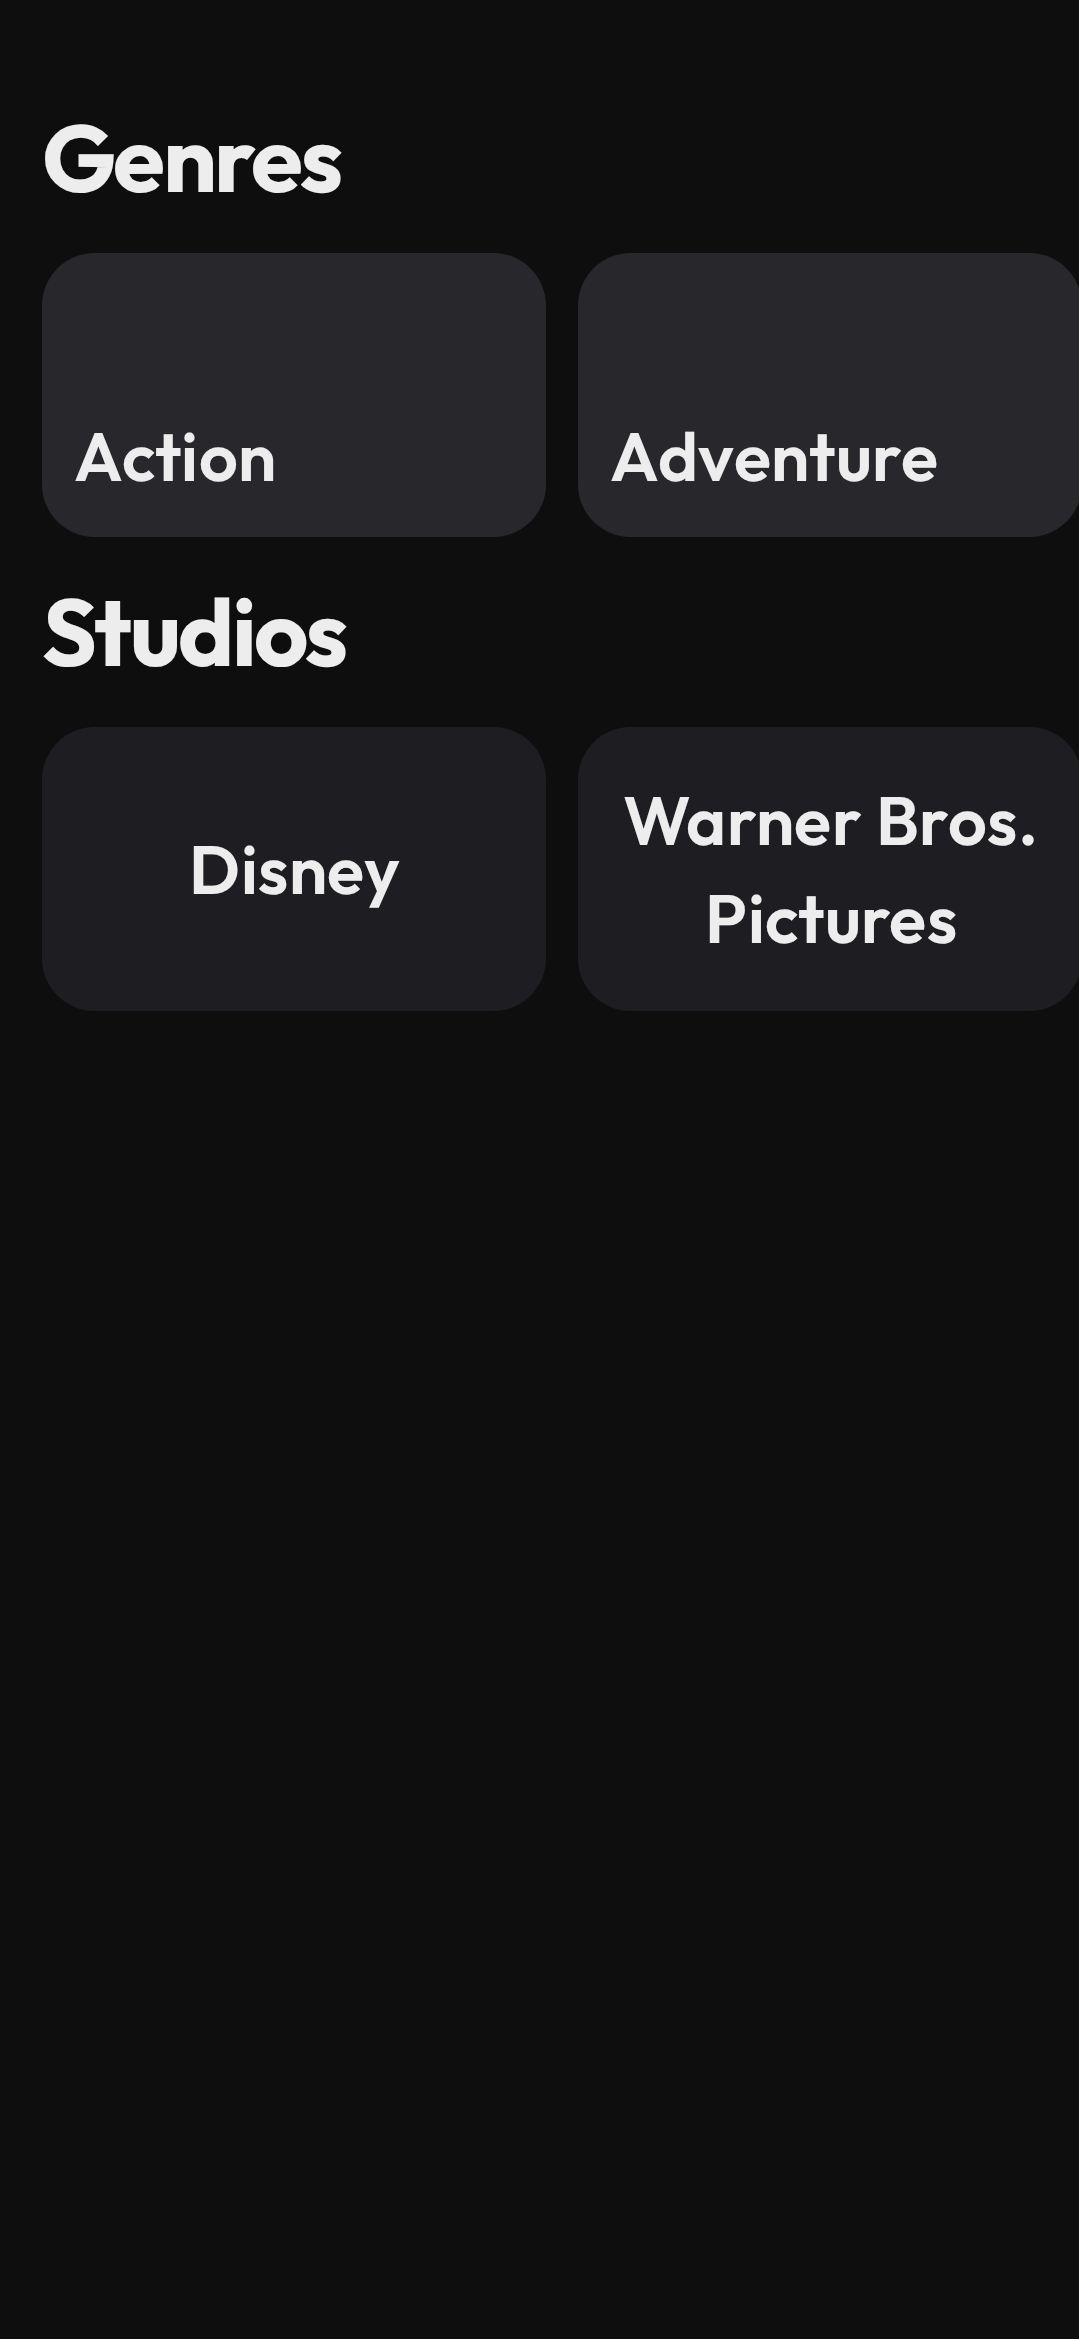 Genres
Action
Adventure
Studios
Disney
Warner Bros.
Pictures